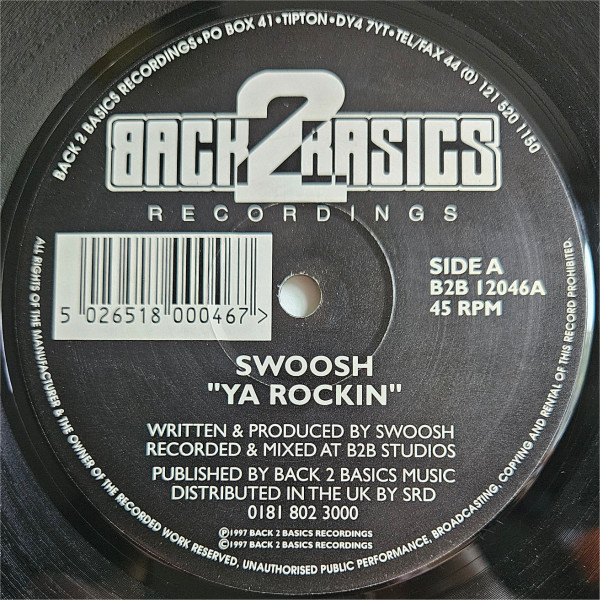 BACK 2 BASICS RECORDINGS • PO BOX 41 • TIPTON • DY4 7YT • TEL/FAX 44 (0) 121 520 1150
BACK 2 BASICS
RECORDINGS
5 026518 000467 >
SIDE A
B2B 12046A
45 RPM
SWOOSH
"YA ROCKIN"
WRITTEN & PRODUCED BY SWOOSH
RECORDED & MIXED AT B2B STUDIOS
PUBLISHED BY BACK 2 BASICS MUSIC
DISTRIBUTED IN THE UK BY SRD
0181 802 3000
℗1997 BACK 2 BASICS RECORDINGS
©1997 BACK 2 BASICS RECORDINGS
ALL RIGHTS OF THE MANUFACTURER & THE OWNER OF THE RECORDED WORK RESERVED, UNAUTHORISED PUBLIC PERFORMANCE, BROADCASTING, COPYING AND RENTAL OF THIS RECORD PROHIBITED.